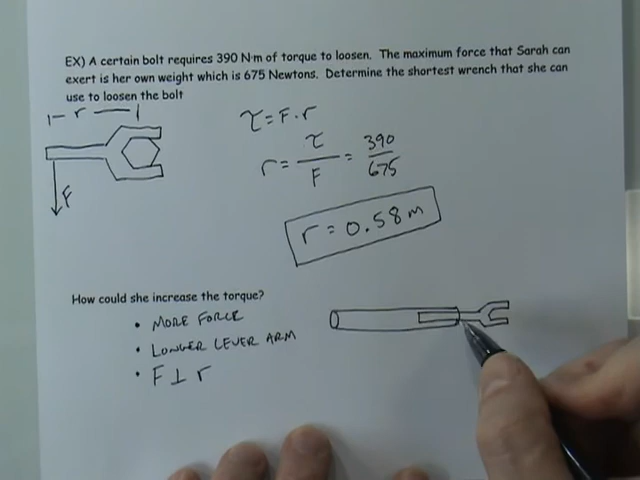 EX) A certain bolt requires 390 N·m of torque to loosen. The maximum force that Sarah can
exert is her own weight which is 675 Newtons. Determine the shortest wrench that she can
use to loosen the bolt
r
τ = F · r
r = τ / F = 390 / 675
F
r = 0.58 m
How could she increase the torque?
• MORE FORCE
• LONGER LEVER ARM
• F ⊥ r